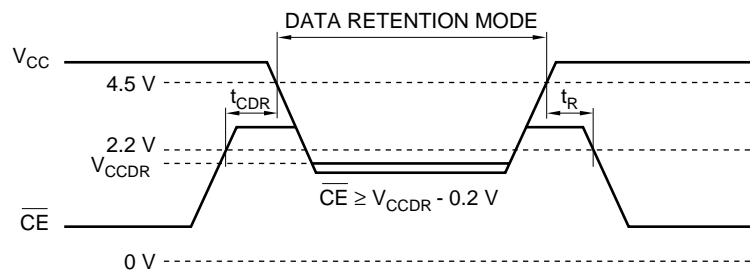 DATA RETENTION MODE
VCC
4.5 V
tCDR
tR
2.2 V
VCCDR
CE ≥ VCCDR - 0.2 V
CE
0 V